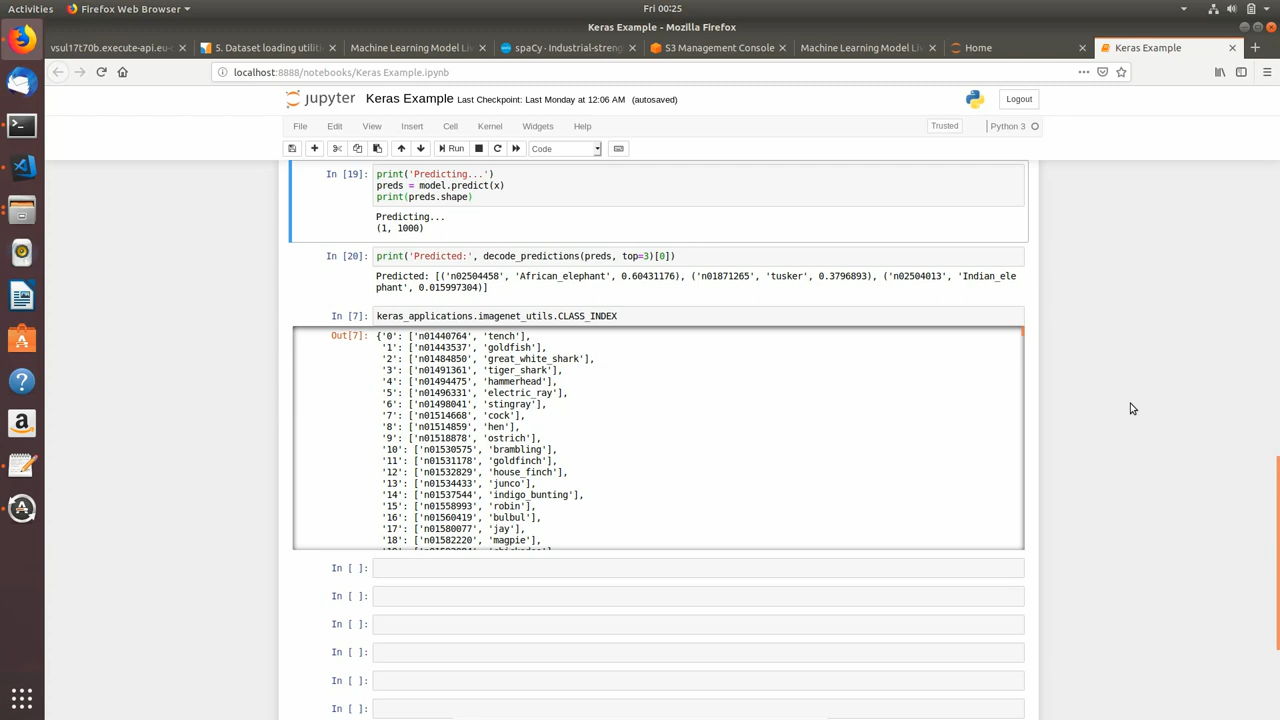 Activities
Firefox Web Browser
Fri 00:25
Keras Example - Mozilla Firefox
vsul17t70b.execute-api.eu-c
5. Dataset loading utiliti
Machine Learning Model Liv
spaCy - Industrial-streng
S3 Management Console
Machine Learning Model Liv
Home
Keras Example
localhost:8888/notebooks/Keras Example.ipynb
jupyter Keras Example Last Checkpoint: Last Monday at 12:06 AM (autosaved)
Logout
File Edit View Insert Cell Kernel Widgets Help
Trusted
Python 3
Run
Code
In [19]: print('Predicting...')
preds = model.predict(x)
print(preds.shape)
Predicting...
(1, 1000)
In [20]: print('Predicted:', decode_predictions(preds, top=3)[0])
Predicted: [('n02504458', 'African_elephant', 0.60431176), ('n01871265', 'tusker', 0.3796893), ('n02504013', 'Indian_ele
phant', 0.015997304)]
In [7]: keras_applications.imagenet_utils.CLASS_INDEX
Out[7]: {'0': ['n01440764', 'tench'],
'1': ['n01443537', 'goldfish'],
'2': ['n01484850', 'great_white_shark'],
'3': ['n01491361', 'tiger_shark'],
'4': ['n01494475', 'hammerhead'],
'5': ['n01496331', 'electric_ray'],
'6': ['n01498041', 'stingray'],
'7': ['n01514668', 'cock'],
'8': ['n01514859', 'hen'],
'9': ['n01518878', 'ostrich'],
'10': ['n01530575', 'brambling'],
'11': ['n01531178', 'goldfinch'],
'12': ['n01532829', 'house_finch'],
'13': ['n01534433', 'junco'],
'14': ['n01537544', 'indigo_bunting'],
'15': ['n01558993', 'robin'],
'16': ['n01560419', 'bulbul'],
'17': ['n01580077', 'jay'],
'18': ['n01582220', 'magpie'],
In [ ]:
In [ ]:
In [ ]:
In [ ]:
In [ ]:
In [ ]: